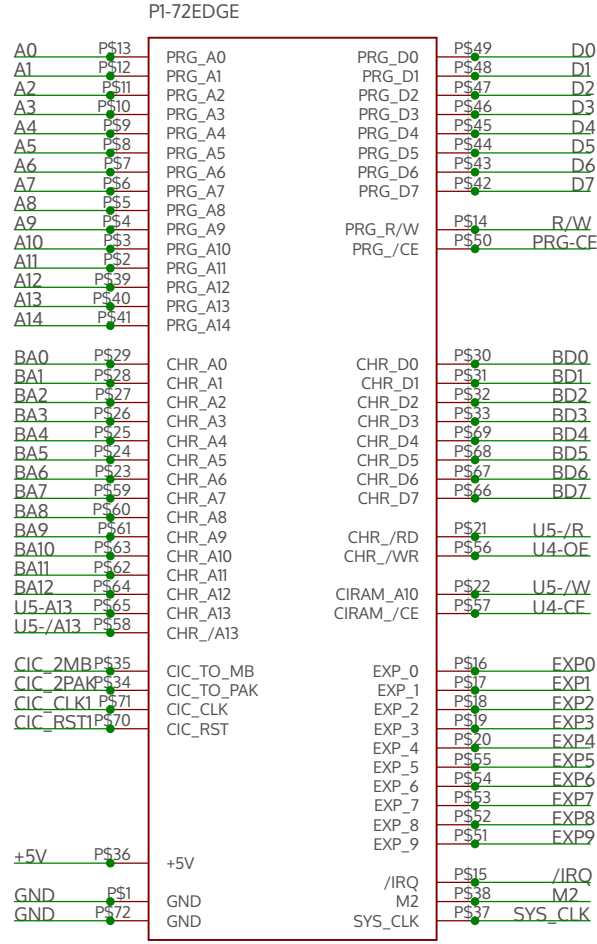 P1-72EDGE
A0 P$13 PRG_A0 PRG_D0 P$49 D0
A1 P$12 PRG_A1 PRG_D1 P$48 D1
A2 P$11 PRG_A2 PRG_D2 P$47 D2
A3 P$10 PRG_A3 PRG_D3 P$46 D3
A4 P$9 PRG_A4 PRG_D4 P$45 D4
A5 P$8 PRG_A5 PRG_D5 P$44 D5
A6 P$7 PRG_A6 PRG_D6 P$43 D6
A7 P$6 PRG_A7 PRG_D7 P$42 D7
A8 P$5 PRG_A8
A9 P$4 PRG_A9 PRG_R/W P$14 R/W
A10 P$3 PRG_A10 PRG_/CE P$50 PRG-CE
A11 P$2 PRG_A11
A12 P$39 PRG_A12
A13 P$40 PRG_A13
A14 P$41 PRG_A14
BA0 P$29 CHR_A0 CHR_D0 P$30 BD0
BA1 P$28 CHR_A1 CHR_D1 P$31 BD1
BA2 P$27 CHR_A2 CHR_D2 P$32 BD2
BA3 P$26 CHR_A3 CHR_D3 P$33 BD3
BA4 P$25 CHR_A4 CHR_D4 P$69 BD4
BA5 P$24 CHR_A5 CHR_D5 P$68 BD5
BA6 P$23 CHR_A6 CHR_D6 P$67 BD6
BA7 P$59 CHR_A7 CHR_D7 P$66 BD7
BA8 P$60 CHR_A8
BA9 P$61 CHR_A9 CHR_/RD P$21 U5-/R
BA10 P$63 CHR_A10 CHR_/WR P$56 U4-OE
BA11 P$62 CHR_A11
BA12 P$64 CHR_A12 CIRAM_A10 P$22 U5-/W
U5-A13 P$65 CHR_A13 CIRAM_/CE P$57 U4-CE
U5-/A13 P$58 CHR_/A13
CIC_2MB P$35 CIC_TO_MB EXP_0 P$16 EXP0
CIC_2PAK P$34 CIC_TO_PAK EXP_1 P$17 EXP1
CIC_CLK1 P$71 CIC_CLK EXP_2 P$18 EXP2
CIC_RST1 P$70 CIC_RST EXP_3 P$19 EXP3
EXP_4 P$20 EXP4
EXP_5 P$55 EXP5
EXP_6 P$54 EXP6
EXP_7 P$53 EXP7
EXP_8 P$52 EXP8
EXP_9 P$51 EXP9
+5V P$36 +5V
/IRQ P$15 /IRQ
GND P$1 GND M2 P$38 M2
GND P$72 GND SYS_CLK P$37 SYS_CLK